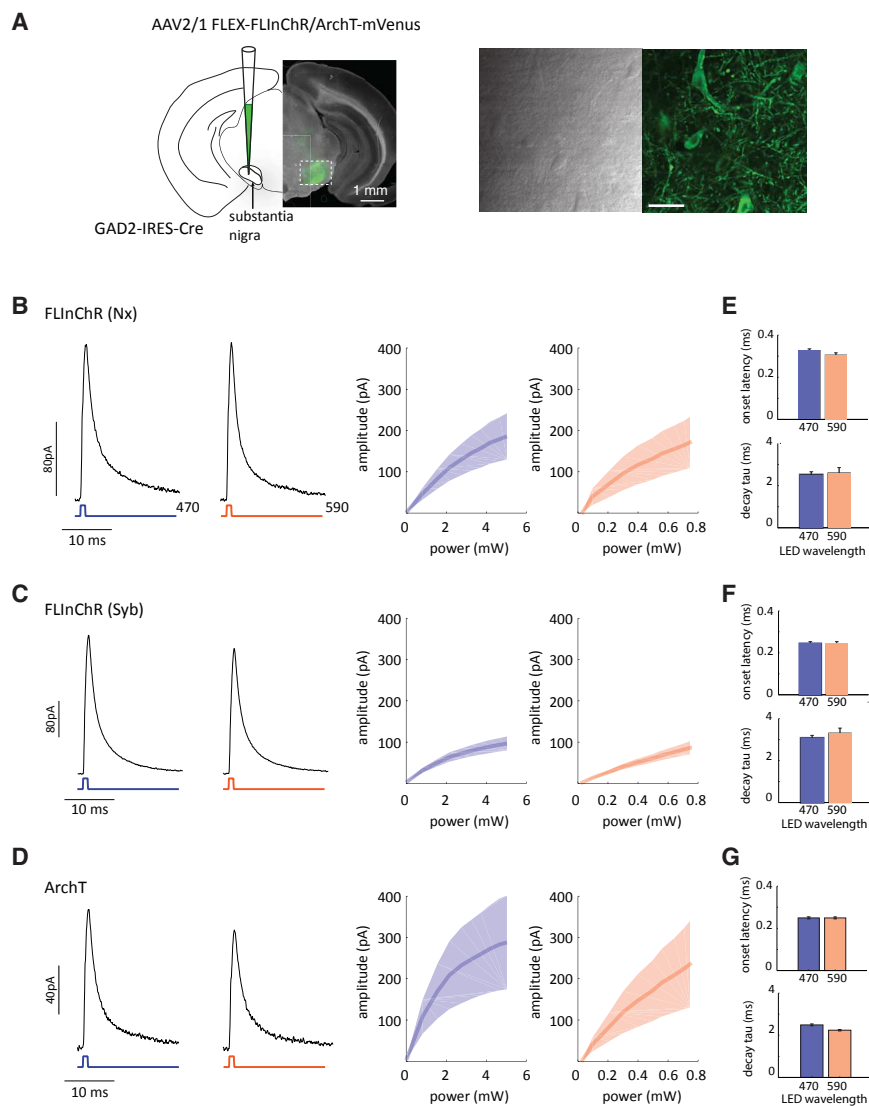 A
AAV2/1 FLEX-FLInChR/ArchT-mVenus
1 mm
substantia
nigra
GAD2-IRES-Cre
B
FLInChR (Nx)
80pA
470
590
10 ms
amplitude (pA)
400
300
200
100
0 2 4 6
power (mW)
amplitude (pA)
400
300
200
100
0 0.2 0.4 0.6 0.8
power (mW)
E
onset latency (ms)
0.4
0.2
0
470 590
decay tau (ms)
4
2
0
470 590
LED wavelength
C
FLInChR (Syb)
80pA
10 ms
amplitude (pA)
400
300
200
100
0 2 4 6
power (mW)
amplitude (pA)
400
300
200
100
0 0.2 0.4 0.6 0.8
power (mW)
F
onset latency (ms)
0.4
0.2
0
470 590
decay tau (ms)
4
2
0
470 590
LED wavelength
D
ArchT
40pA
10 ms
amplitude (pA)
400
300
200
100
0 2 4 6
power (mW)
amplitude (pA)
400
300
200
100
0 0.2 0.4 0.6 0.8
power (mW)
G
onset latency (ms)
0.4
0.2
0
470 590
decay tau (ms)
4
2
0
470 590
LED wavelength